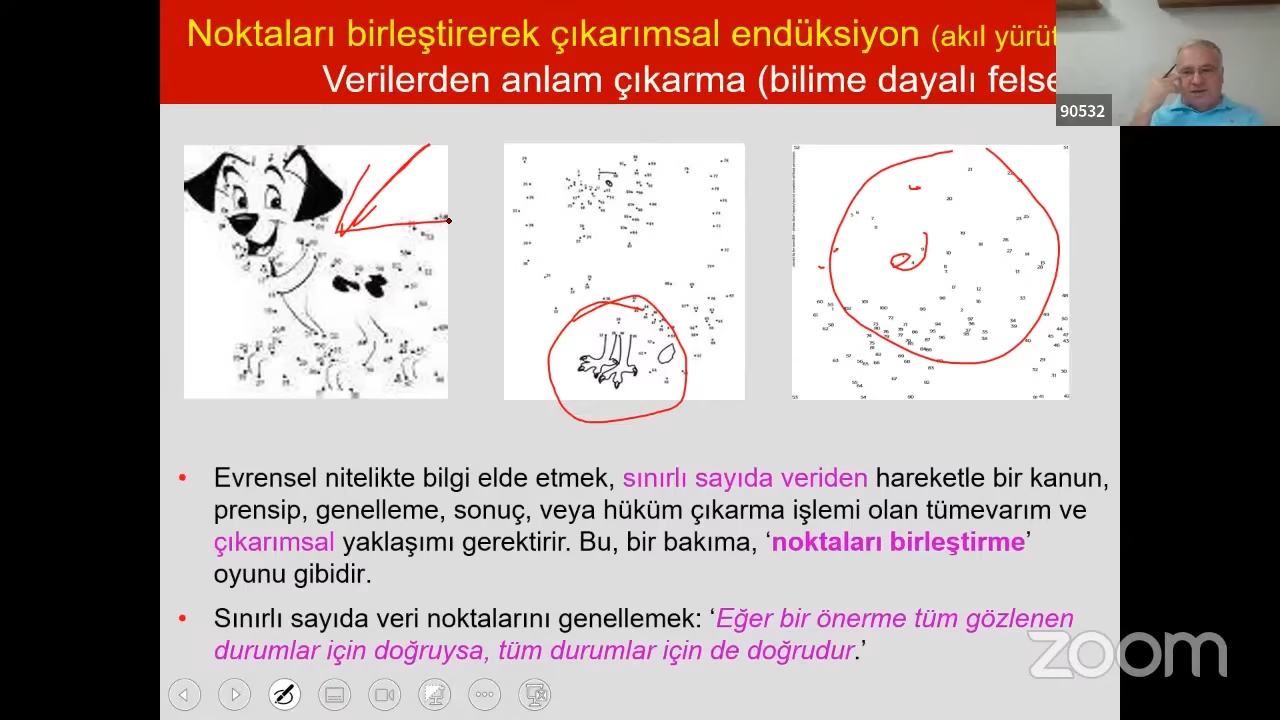 Noktaları birleştirerek çıkarımsal endüksiyon (akıl yürüt
Verilerden anlam çıkarma (bilime dayalı felse
90532
• Evrensel nitelikte bilgi elde etmek, sınırlı sayıda veriden hareketle bir kanun,
prensip, genelleme, sonuç, veya hüküm çıkarma işlemi olan tümevarım ve
çıkarımsal yaklaşımı gerektirir. Bu, bir bakıma, ‘noktaları birleştirme’
oyunu gibidir.
• Sınırlı sayıda veri noktalarını genellemek: ‘Eğer bir önerme tüm gözlenen
durumlar için doğruysa, tüm durumlar için de doğrudur.’
zoom